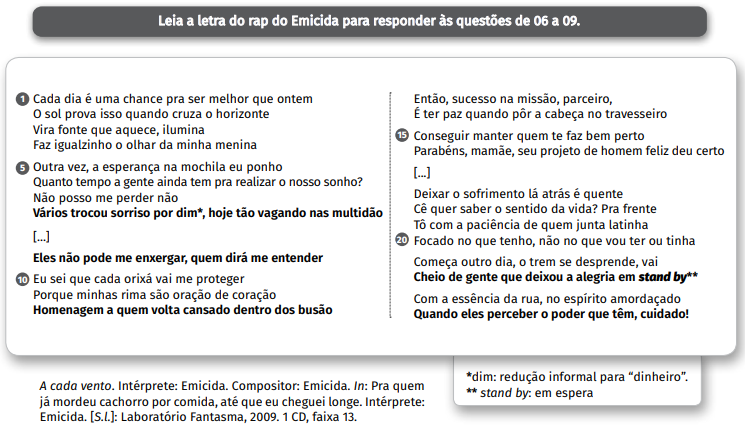 Leia a letra do rap do Emicida para responder às questões de 06 a 09.
1 Cada dia é uma chance pra ser melhor que ontem
O sol prova isso quando cruza o horizonte
Vira fonte que aquece, ilumina
Faz igualzinho o olhar da minha menina
5 Outra vez, a esperança na mochila eu ponho
Quanto tempo a gente ainda tem pra realizar o nosso sonho?
Não posso me perder não
Vários trocou sorriso por dim*, hoje tão vagando nas multidão
[...]
Eles não pode me enxergar, quem dirá me entender
10 Eu sei que cada orixá vai me proteger
Porque minhas rima são oração de coração
Homenagem a quem volta cansado dentro dos busão
Então, sucesso na missão, parceiro,
É ter paz quando pôr a cabeça no travesseiro
15 Conseguir manter quem te faz bem perto
Parabéns, mamãe, seu projeto de homem feliz deu certo
[...]
Deixar o sofrimento lá atrás é quente
Cê quer saber o sentido da vida? Pra frente
Tô com a paciência de quem junta latinha
20 Focado no que tenho, não no que vou ter ou tinha
Começa outro dia, o trem se desprende, vai
Cheio de gente que deixou a alegria em stand by**
Com a essência da rua, no espírito amordaçado
Quando eles perceber o poder que têm, cuidado!
*dim: redução informal para “dinheiro”.
** stand by: em espera
A cada vento. Intérprete: Emicida. Compositor: Emicida. In: Pra quem
já mordeu cachorro por comida, até que eu cheguei longe. Intérprete:
Emicida. [S.l.]: Laboratório Fantasma, 2009. 1 CD, faixa 13.